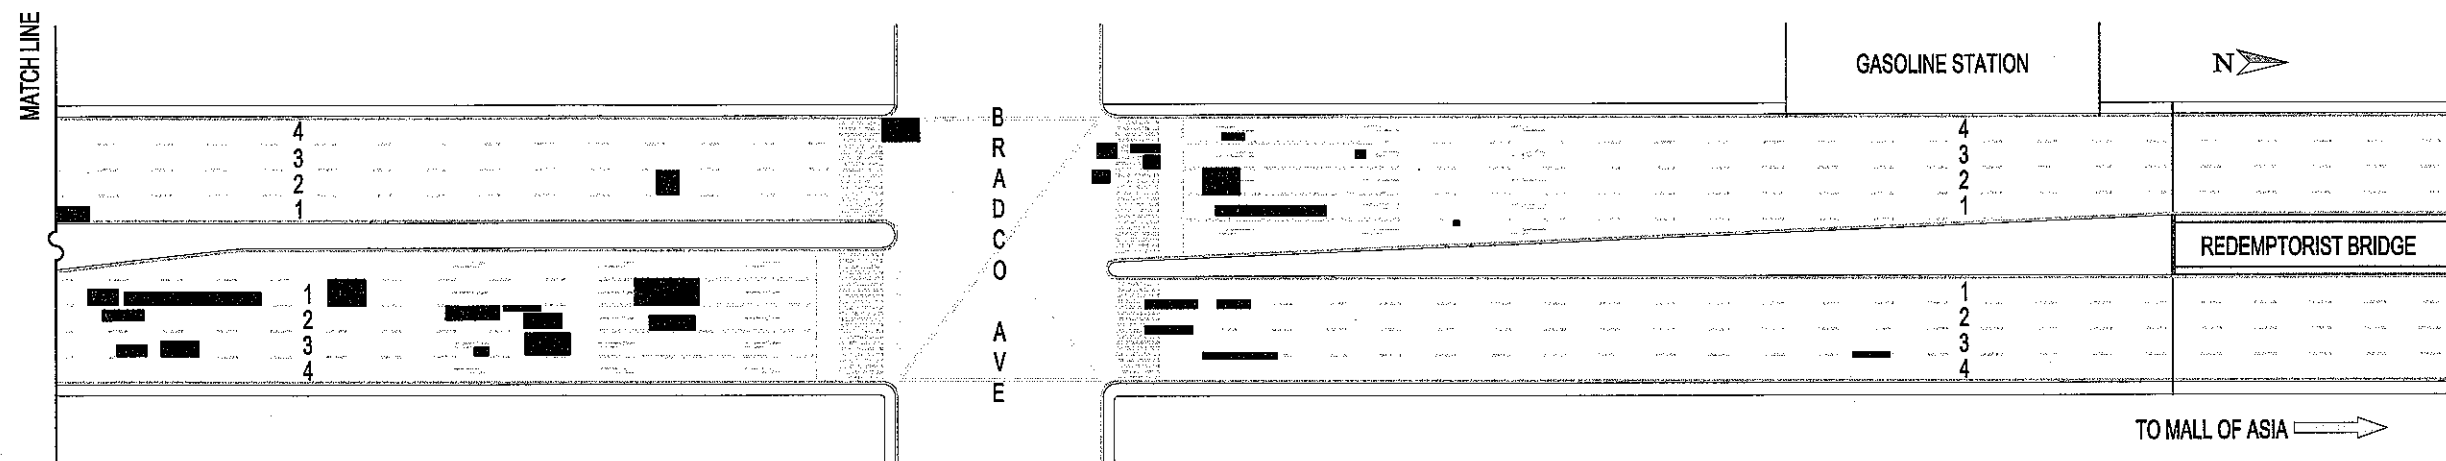 MATCH LINE
GASOLINE STATION
N
4
3
2
1
BRADCO AVE
4
3
2
1
REDEMPTORIST BRIDGE
1
2
3
4
1
2
3
4
TO MALL OF ASIA